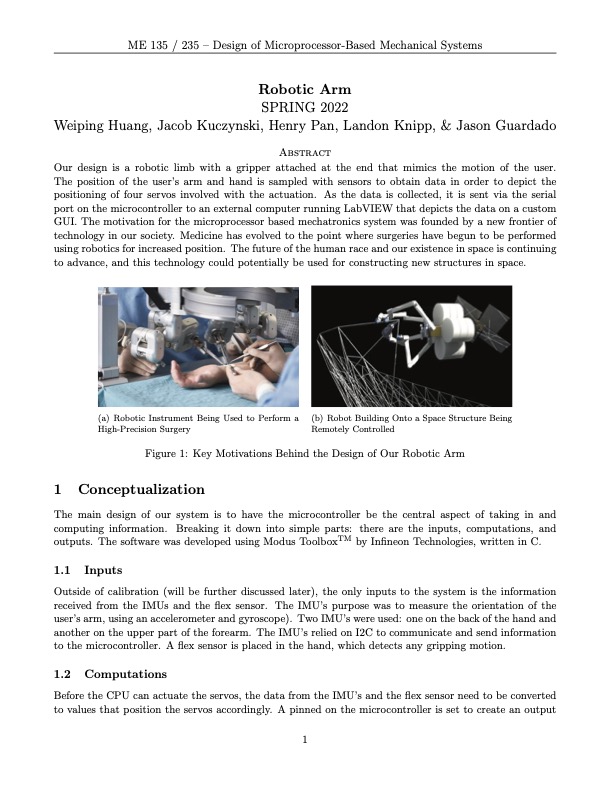 ME 135 / 235 – Design of Microprocessor-Based Mechanical Systems
Robotic Arm
SPRING 2022
Weiping Huang, Jacob Kuczynski, Henry Pan, Landon Knipp, & Jason Guardado
Abstract
Our design is a robotic limb with a gripper attached at the end that mimics the motion of the user.
The position of the user's arm and hand is sampled with sensors to obtain data in order to depict the
positioning of four servos involved with the actuation. As the data is collected, it is sent via the serial
port on the microcontroller to an external computer running LabVIEW that depicts the data on a custom
GUI. The motivation for the microprocessor based mechatronics system was founded by a new frontier of
technology in our society. Medicine has evolved to the point where surgeries have begun to be performed
using robotics for increased position. The future of the human race and our existence in space is continuing
to advance, and this technology could potentially be used for constructing new structures in space.
(a) Robotic Instrument Being Used to Perform a
High-Precision Surgery
(b) Robot Building Onto a Space Structure Being
Remotely Controlled
Figure 1: Key Motivations Behind the Design of Our Robotic Arm
1 Conceptualization
The main design of our system is to have the microcontroller be the central aspect of taking in and
computing information. Breaking it down into simple parts: there are the inputs, computations, and
outputs. The software was developed using Modus Toolbox™ by Infineon Technologies, written in C.
1.1 Inputs
Outside of calibration (will be further discussed later), the only inputs to the system is the information
received from the IMUs and the flex sensor. The IMU's purpose was to measure the orientation of the
user's arm, using an accelerometer and gyroscope). Two IMU's were used: one on the back of the hand and
another on the upper part of the forearm. The IMU's relied on I2C to communicate and send information
to the microcontroller. A flex sensor is placed in the hand, which detects any gripping motion.
1.2 Computations
Before the CPU can actuate the servos, the data from the IMU's and the flex sensor need to be converted
to values that position the servos accordingly. A pinned on the microcontroller is set to create an output
1